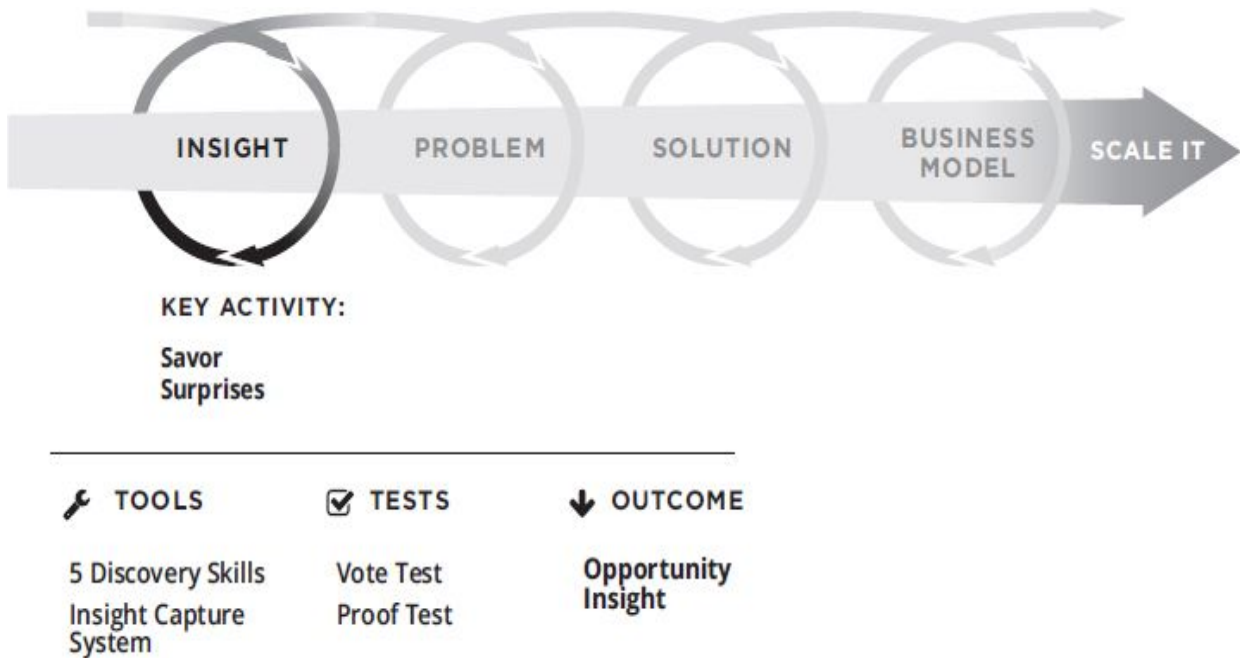 INSIGHT
PROBLEM
SOLUTION
BUSINESS
MODEL
SCALE IT
KEY ACTIVITY:
Savor
Surprises
TOOLS
5 Discovery Skills
Insight Capture
System
TESTS
Vote Test
Proof Test
OUTCOME
Opportunity
Insight